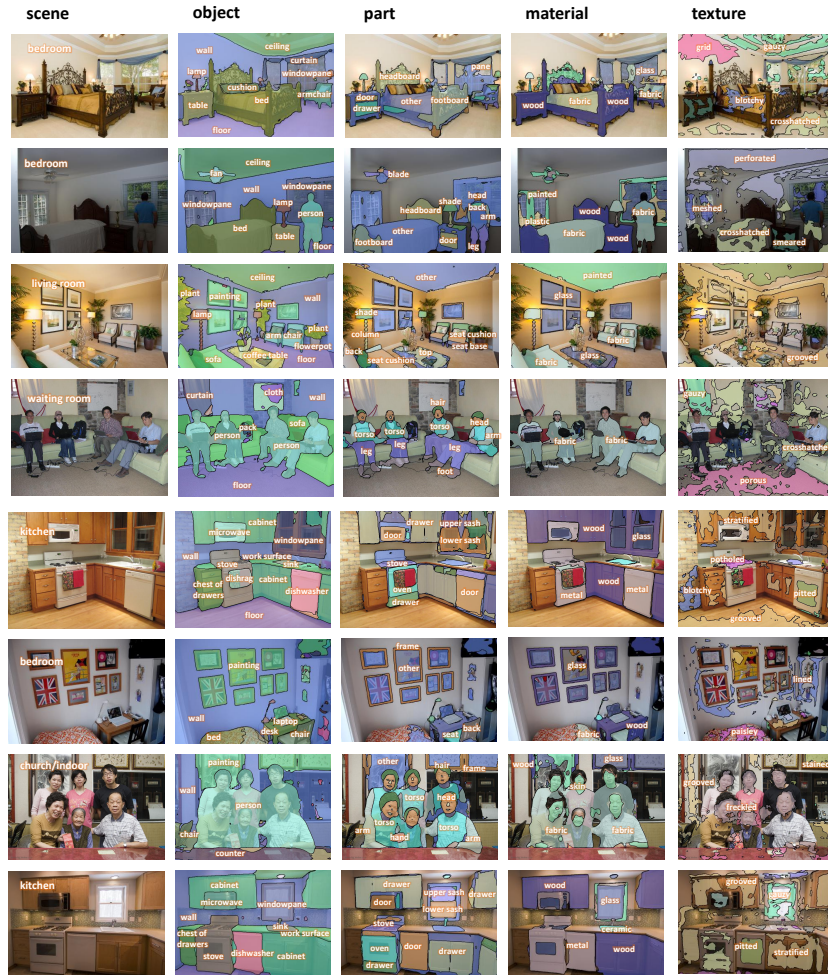 scene object part material texture
bedroom
wall ceiling curtain windowpane lamp cushion table bed armchair floor
headboard pane door drawer other footboard
glass wood fabric wood fabric
grid gauzy blotchy crosshatched
bedroom
ceiling fan wall windowpane windowpane lamp person bed table floor
blade shade head back headboard arm other footboard door leg
painted plastic wood fabric fabric wood
perforated meshed crosshatched smeared
living room
ceiling plant painting plant wall lamp plant arm chair flowerpot sofa coffee table floor
other shade column seat cushion back top seat base seat cushion
painted glass fabric glass fabric
grooved
waiting room
curtain cloth wall pack sofa person person floor
hair head torso torso torso arm leg leg leg foot
fabric fabric
gauzy crosshatched porous
kitchen
cabinet microwave windowpane wall work surface stove sink chest of drawers dishrag cabinet dishwasher floor
drawer upper sash door lower sash stove oven door drawer
wood glass wood metal metal
stratified potholed blotchy pitted grooved
bedroom
painting wall laptop desk chair bed
frame other back seat
glass wood fabric
lined paisley
church/indoor
painting person chair counter
other hair frame torso head torso torso arm hand arm
wood glass skin fabric fabric
stained grooved freckled
kitchen
cabinet microwave windowpane wall sink chest of drawers work surface stove dishwasher cabinet
drawer upper sash drawer door lower sash stove oven door drawer drawer
wood glass ceramic metal wood
grooved gauzy pitted stratified